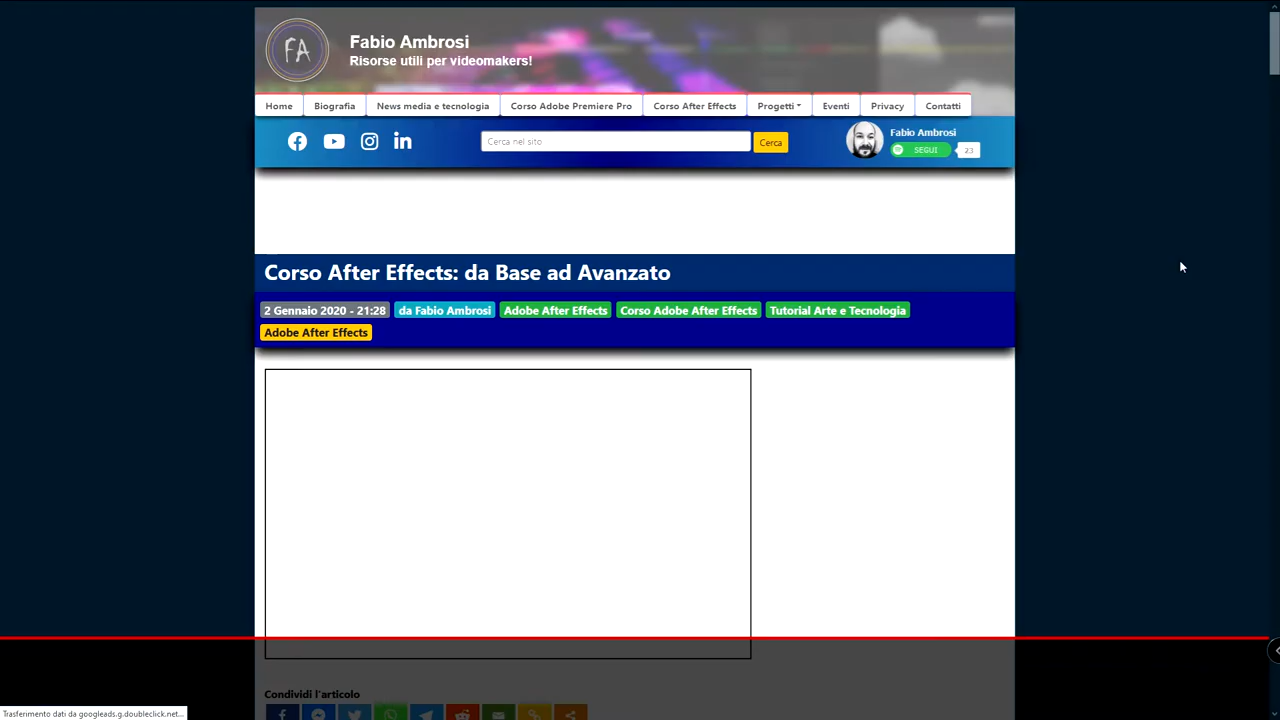 FA
Fabio Ambrosi
Risorse utili per videomakers!
Home Biografia News media e tecnologia Corso Adobe Premiere Pro Corso After Effects Progetti Eventi Privacy Contatti
Cerca nel sito Cerca
Fabio Ambrosi
SEGUI 23
Corso After Effects: da Base ad Avanzato
2 Gennaio 2020 - 21:28 da Fabio Ambrosi Adobe After Effects Corso Adobe After Effects Tutorial Arte e Tecnologia
Adobe After Effects
Condividi l'articolo
Trasferimento dati da googleads.g.doubleclick.net...